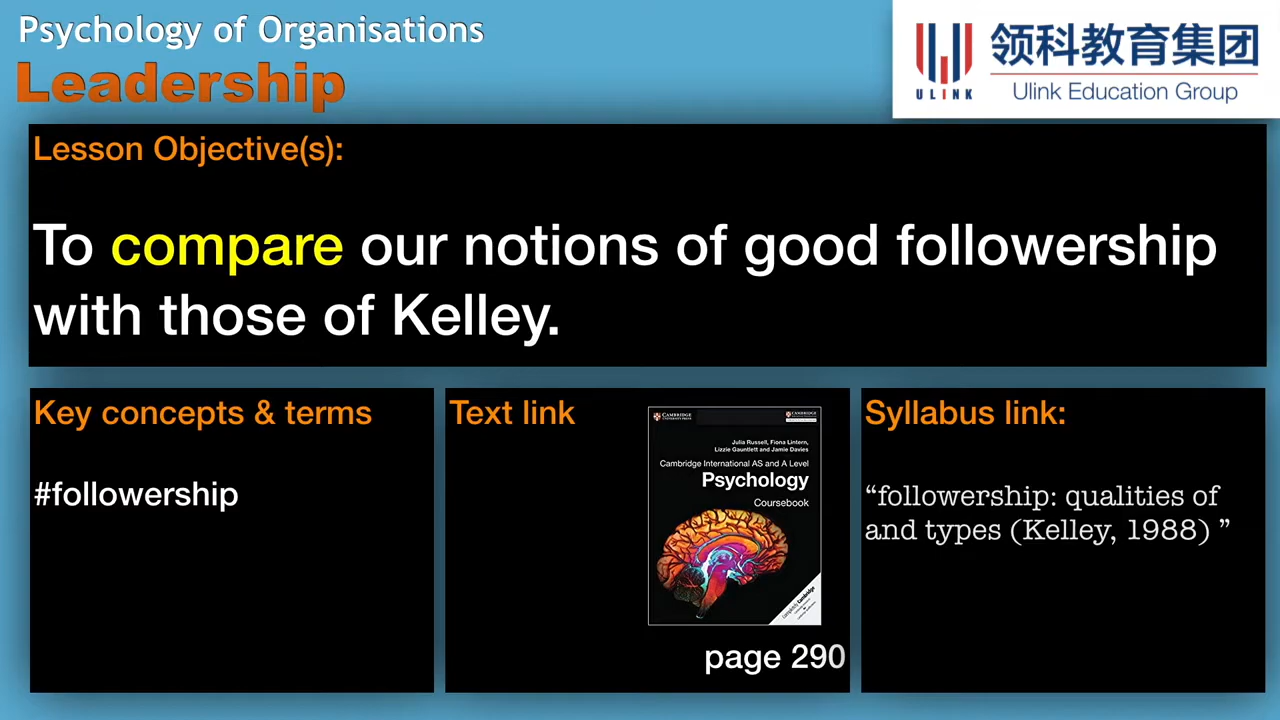 Psychology of Organisations
Leadership
ULINK
领科教育集团
Ulink Education Group
Lesson Objective(s):
To compare our notions of good followership
with those of Kelley.
Key concepts & terms
#followership
Text link
CAMBRIDGE
CAMBRIDGE
Julia Russell, Fiona Lintern,
Lizzie Gauntlett and Jamie Davies
Cambridge International AS and A Level
Psychology
Coursebook
page 290
Syllabus link:
“followership: qualities of
and types (Kelley, 1988) ”